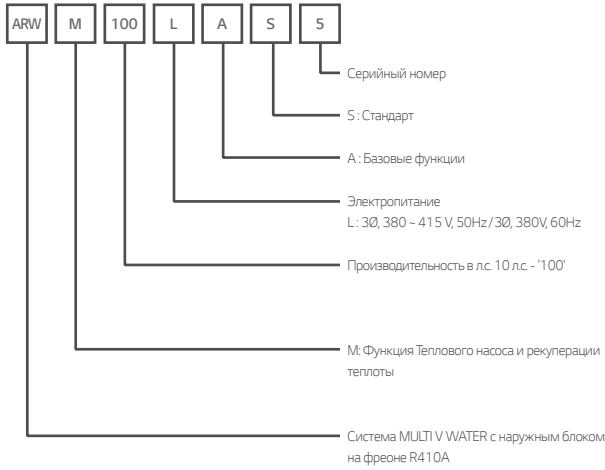 ARW M 100 L A S 5
Серийный номер
S : Стандарт
A : Базовые функции
Электропитание
L : 3Ø, 380 ~ 415 V, 50Hz / 3Ø, 380V, 60Hz
Производительность в л.с. 10 л.с. - '100'
M: Функция Теплового насоса и рекуперации
теплоты
Система MULTI V WATER с наружным блоком
на фреоне R410A